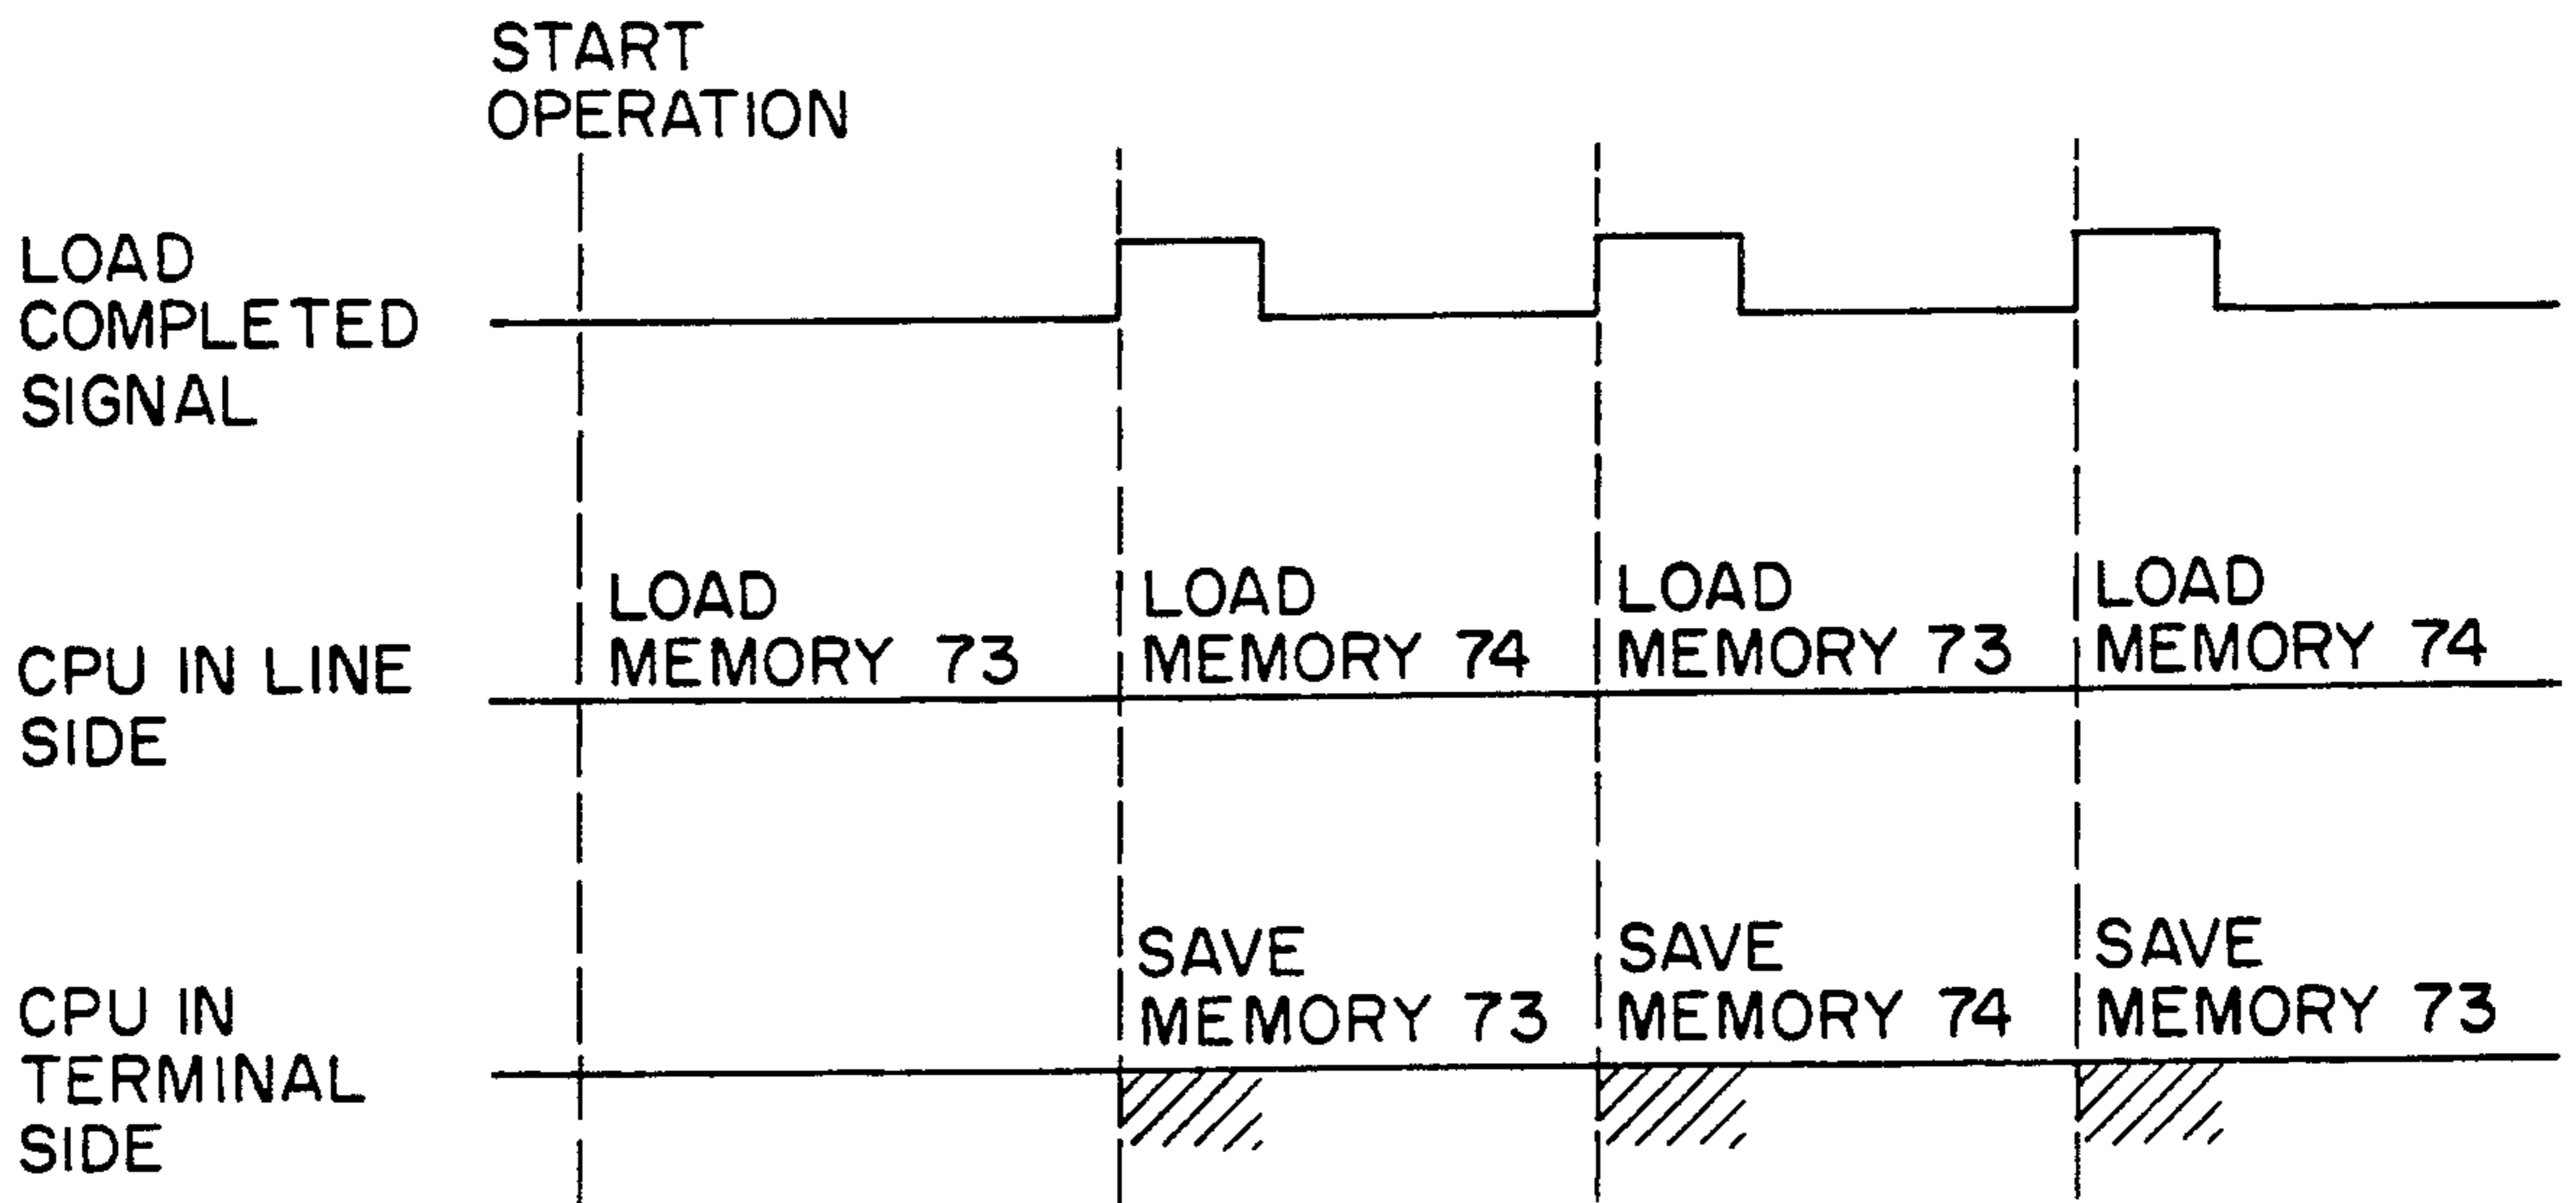 START
OPERATION
LOAD
COMPLETED
SIGNAL
CPU IN LINE
SIDE
LOAD
MEMORY 73
LOAD
MEMORY 74
LOAD
MEMORY 73
LOAD
MEMORY 74
CPU IN
TERMINAL
SIDE
SAVE
MEMORY 73
SAVE
MEMORY 74
SAVE
MEMORY 73